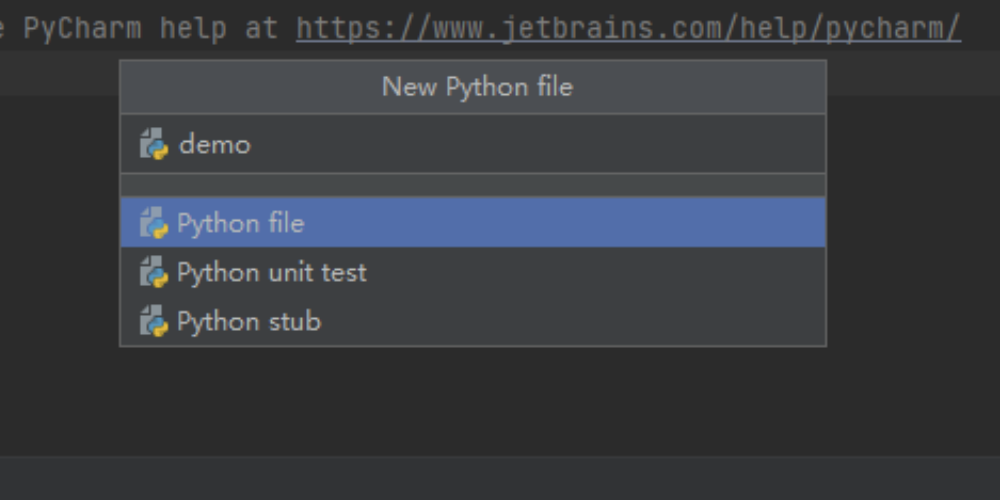 PyCharm help at https://www.jetbrains.com/help/pycharm/
New Python file
demo
Python file
Python unit test
Python stub